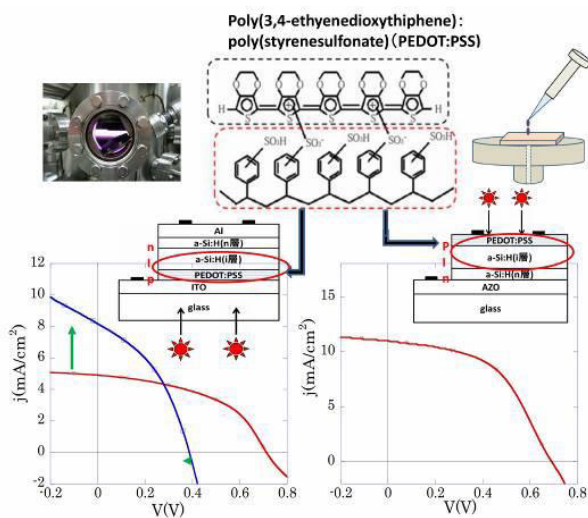 Poly(3,4-ethyenedioxythiphene):
poly(styrenesulfonate) (PEDOT:PSS)
H
O O O O O O O O O O
S S S S S
H
SO₃H SO₃⁻ SO₃H SO₃⁻ SO₃H
Al
a-Si:H(n層)
a-Si:H(i層)
PEDOT:PSS
ITO
glass
n
i
p
PEDOT:PSS
a-Si:H(i層)
a-Si:H(n層)
AZO
glass
P
i
n
12
10
8
6
4
2
0
-2
j(mA/cm²)
-0.2 0 0.2 0.4 0.6 0.8
V(V)
15
10
5
0
j(mA/cm²)
-0.2 0 0.2 0.4 0.6 0.8
V(V)